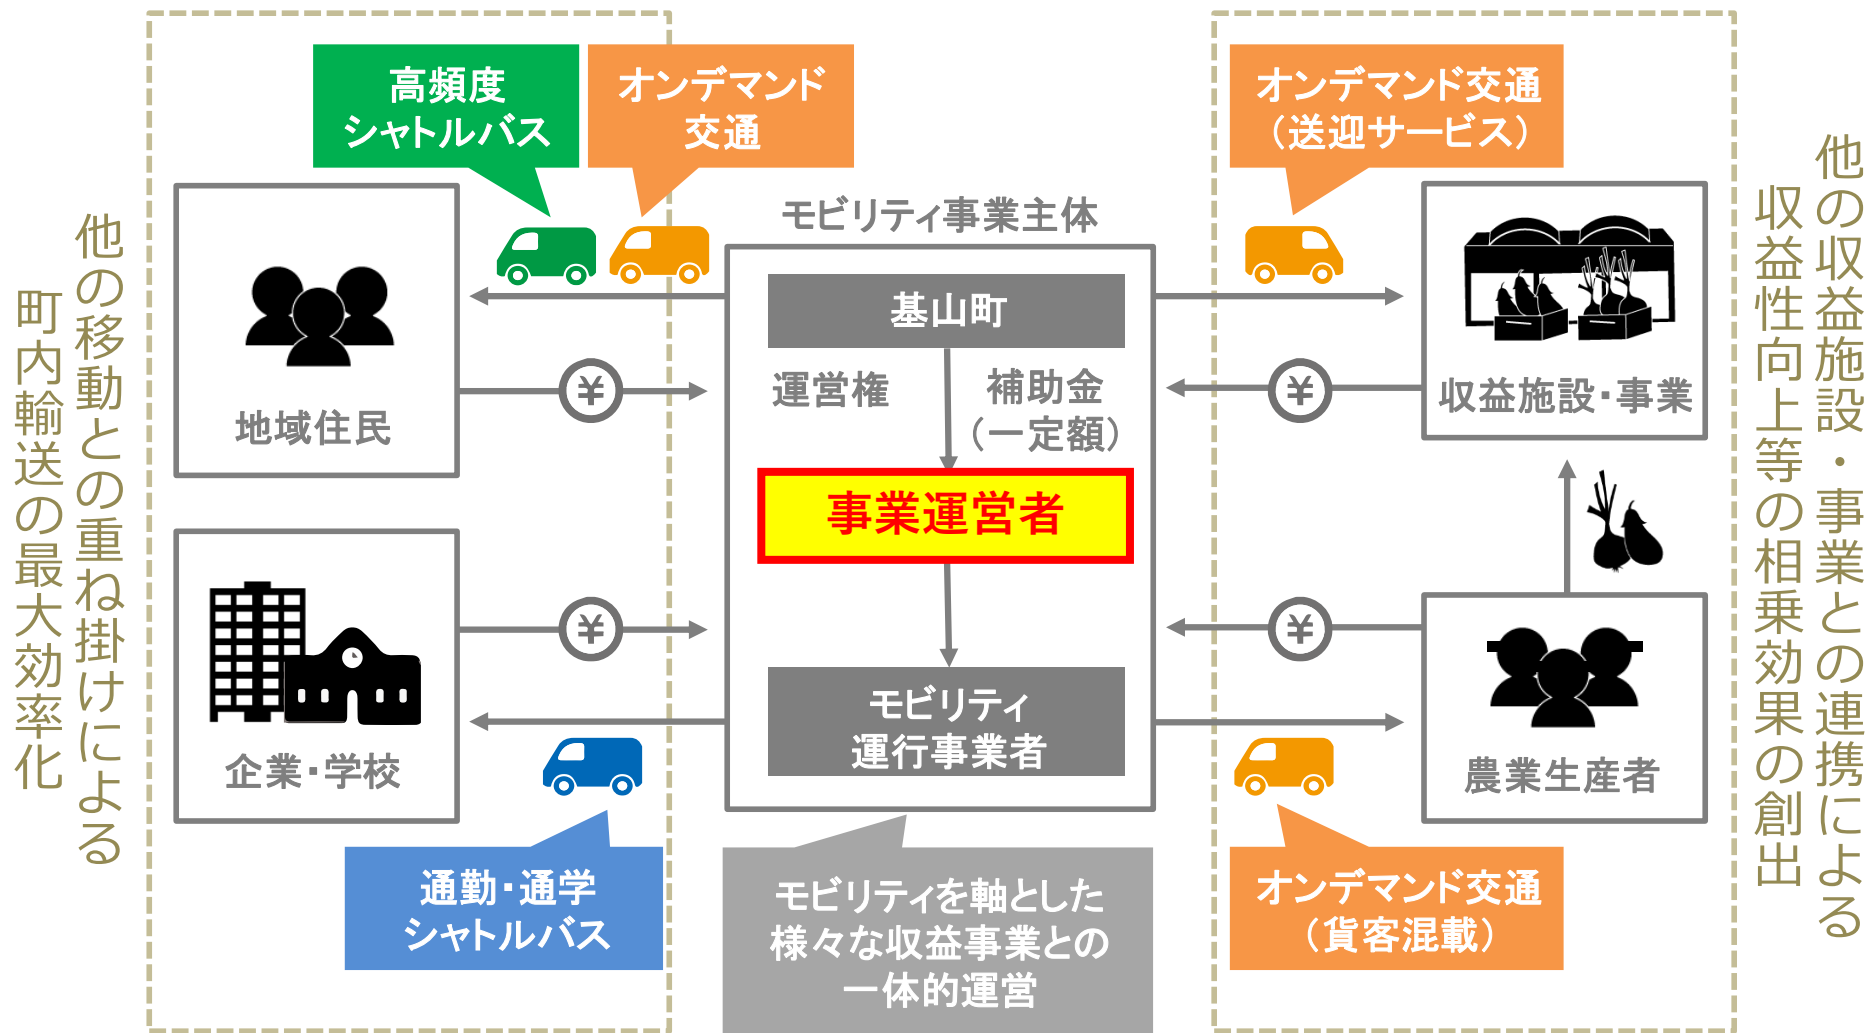 他の移動との重ね掛けによる
町内輸送の最大効率化
高頻度
シャトルバス
オンデマンド
交通
地域住民
¥
企業・学校
¥
通勤・通学
シャトルバス
モビリティ事業主体
基山町
運営権
補助金
（一定額）
事業運営者
モビリティ
運行事業者
モビリティを軸とした
様々な収益事業との
一体的運営
オンデマンド交通
（送迎サービス）
収益施設・事業
¥
¥
農業生産者
オンデマンド交通
（貨客混載）
他の収益施設・事業との連携による
収益性向上等の相乗効果の創出